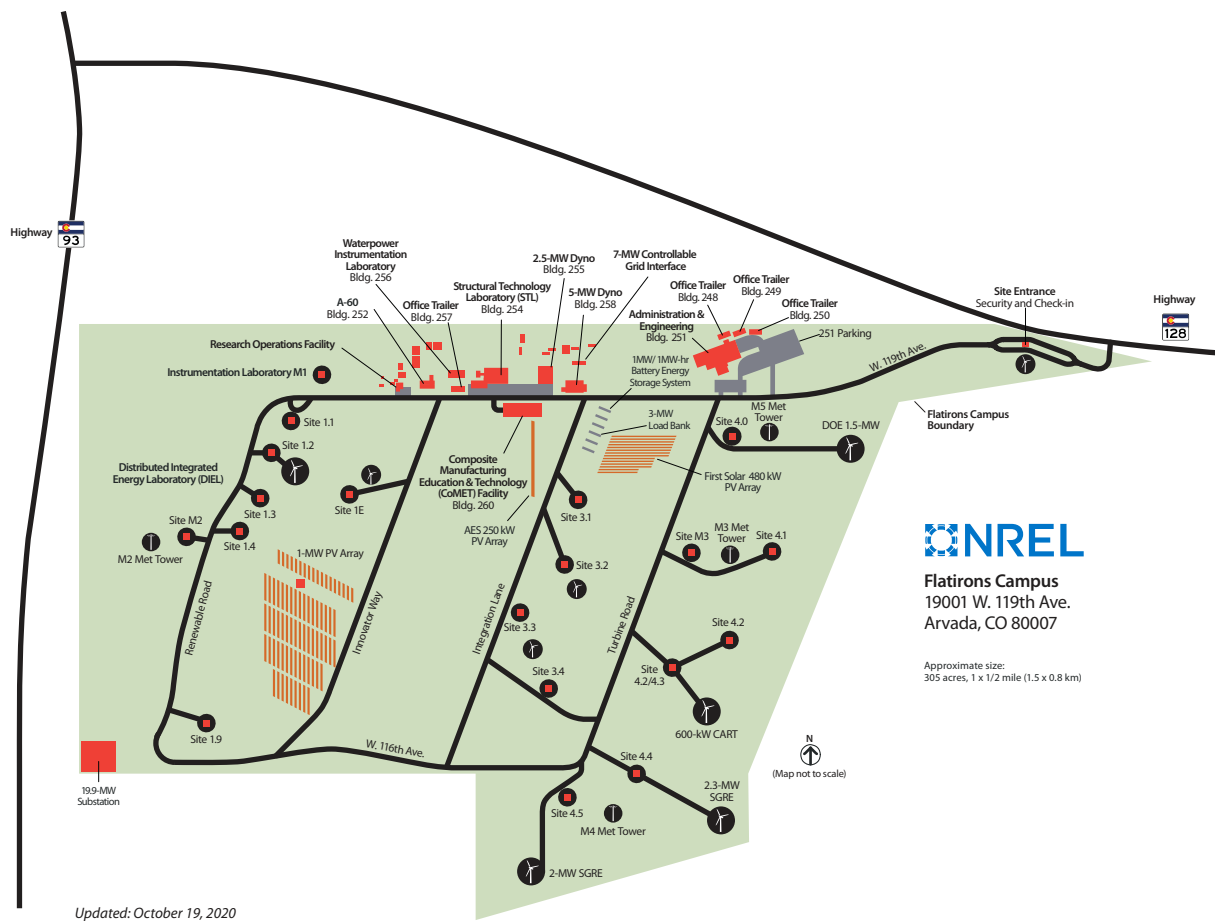 Highway
93
Waterpower
Instrumentation
Laboratory
Bldg. 256
A-60
Bldg. 252
Office Trailer
Bldg. 257
Structural Technology
Laboratory (STL)
Bldg. 254
2.5-MW Dyno
Bldg. 255
5-MW Dyno
Bldg. 258
7-MW Controllable
Grid Interface
Office Trailer
Bldg. 248
Office Trailer
Bldg. 249
Office Trailer
Bldg. 250
Administration &
Engineering
Bldg. 251
251 Parking
Site Entrance
Security and Check-in
Highway
128
Research Operations Facility
Instrumentation Laboratory M1
1MW/ 1MW-hr
Battery Energy
Storage System
W. 119th Ave.
Flatirons Campus
Boundary
Site 1.1
Site 1.2
Distributed Integrated
Energy Laboratory (DIEL)
Site 1.3
Site 1E
Site M2
Site 1.4
M2 Met Tower
1-MW PV Array
Composite
Manufacturing
Education & Technology
(CoMET) Facility
Bldg. 260
AES 250 kW
PV Array
3-MW
Load Bank
First Solar 480 kW
PV Array
Site 4.0
M5 Met
Tower
DOE 1.5-MW
Site 3.1
Site 3.2
Site 3.3
Site 3.4
Site M3
M3 Met
Tower
Site 4.1
Site 4.2
Site
4.2/4.3
600-kW CART
Renewable Road
Innovator Way
Integration Lane
Turbine Road
Site 1.9
W. 116th Ave.
19.9-MW
Substation
Site 4.4
Site 4.5
M4 Met Tower
2.3-MW
SGRE
2-MW SGRE
N
(Map not to scale)
NREL
Flatirons Campus
19001 W. 119th Ave.
Arvada, CO 80007
Approximate size:
305 acres, 1 x 1/2 mile (1.5 x 0.8 km)
Updated: October 19, 2020